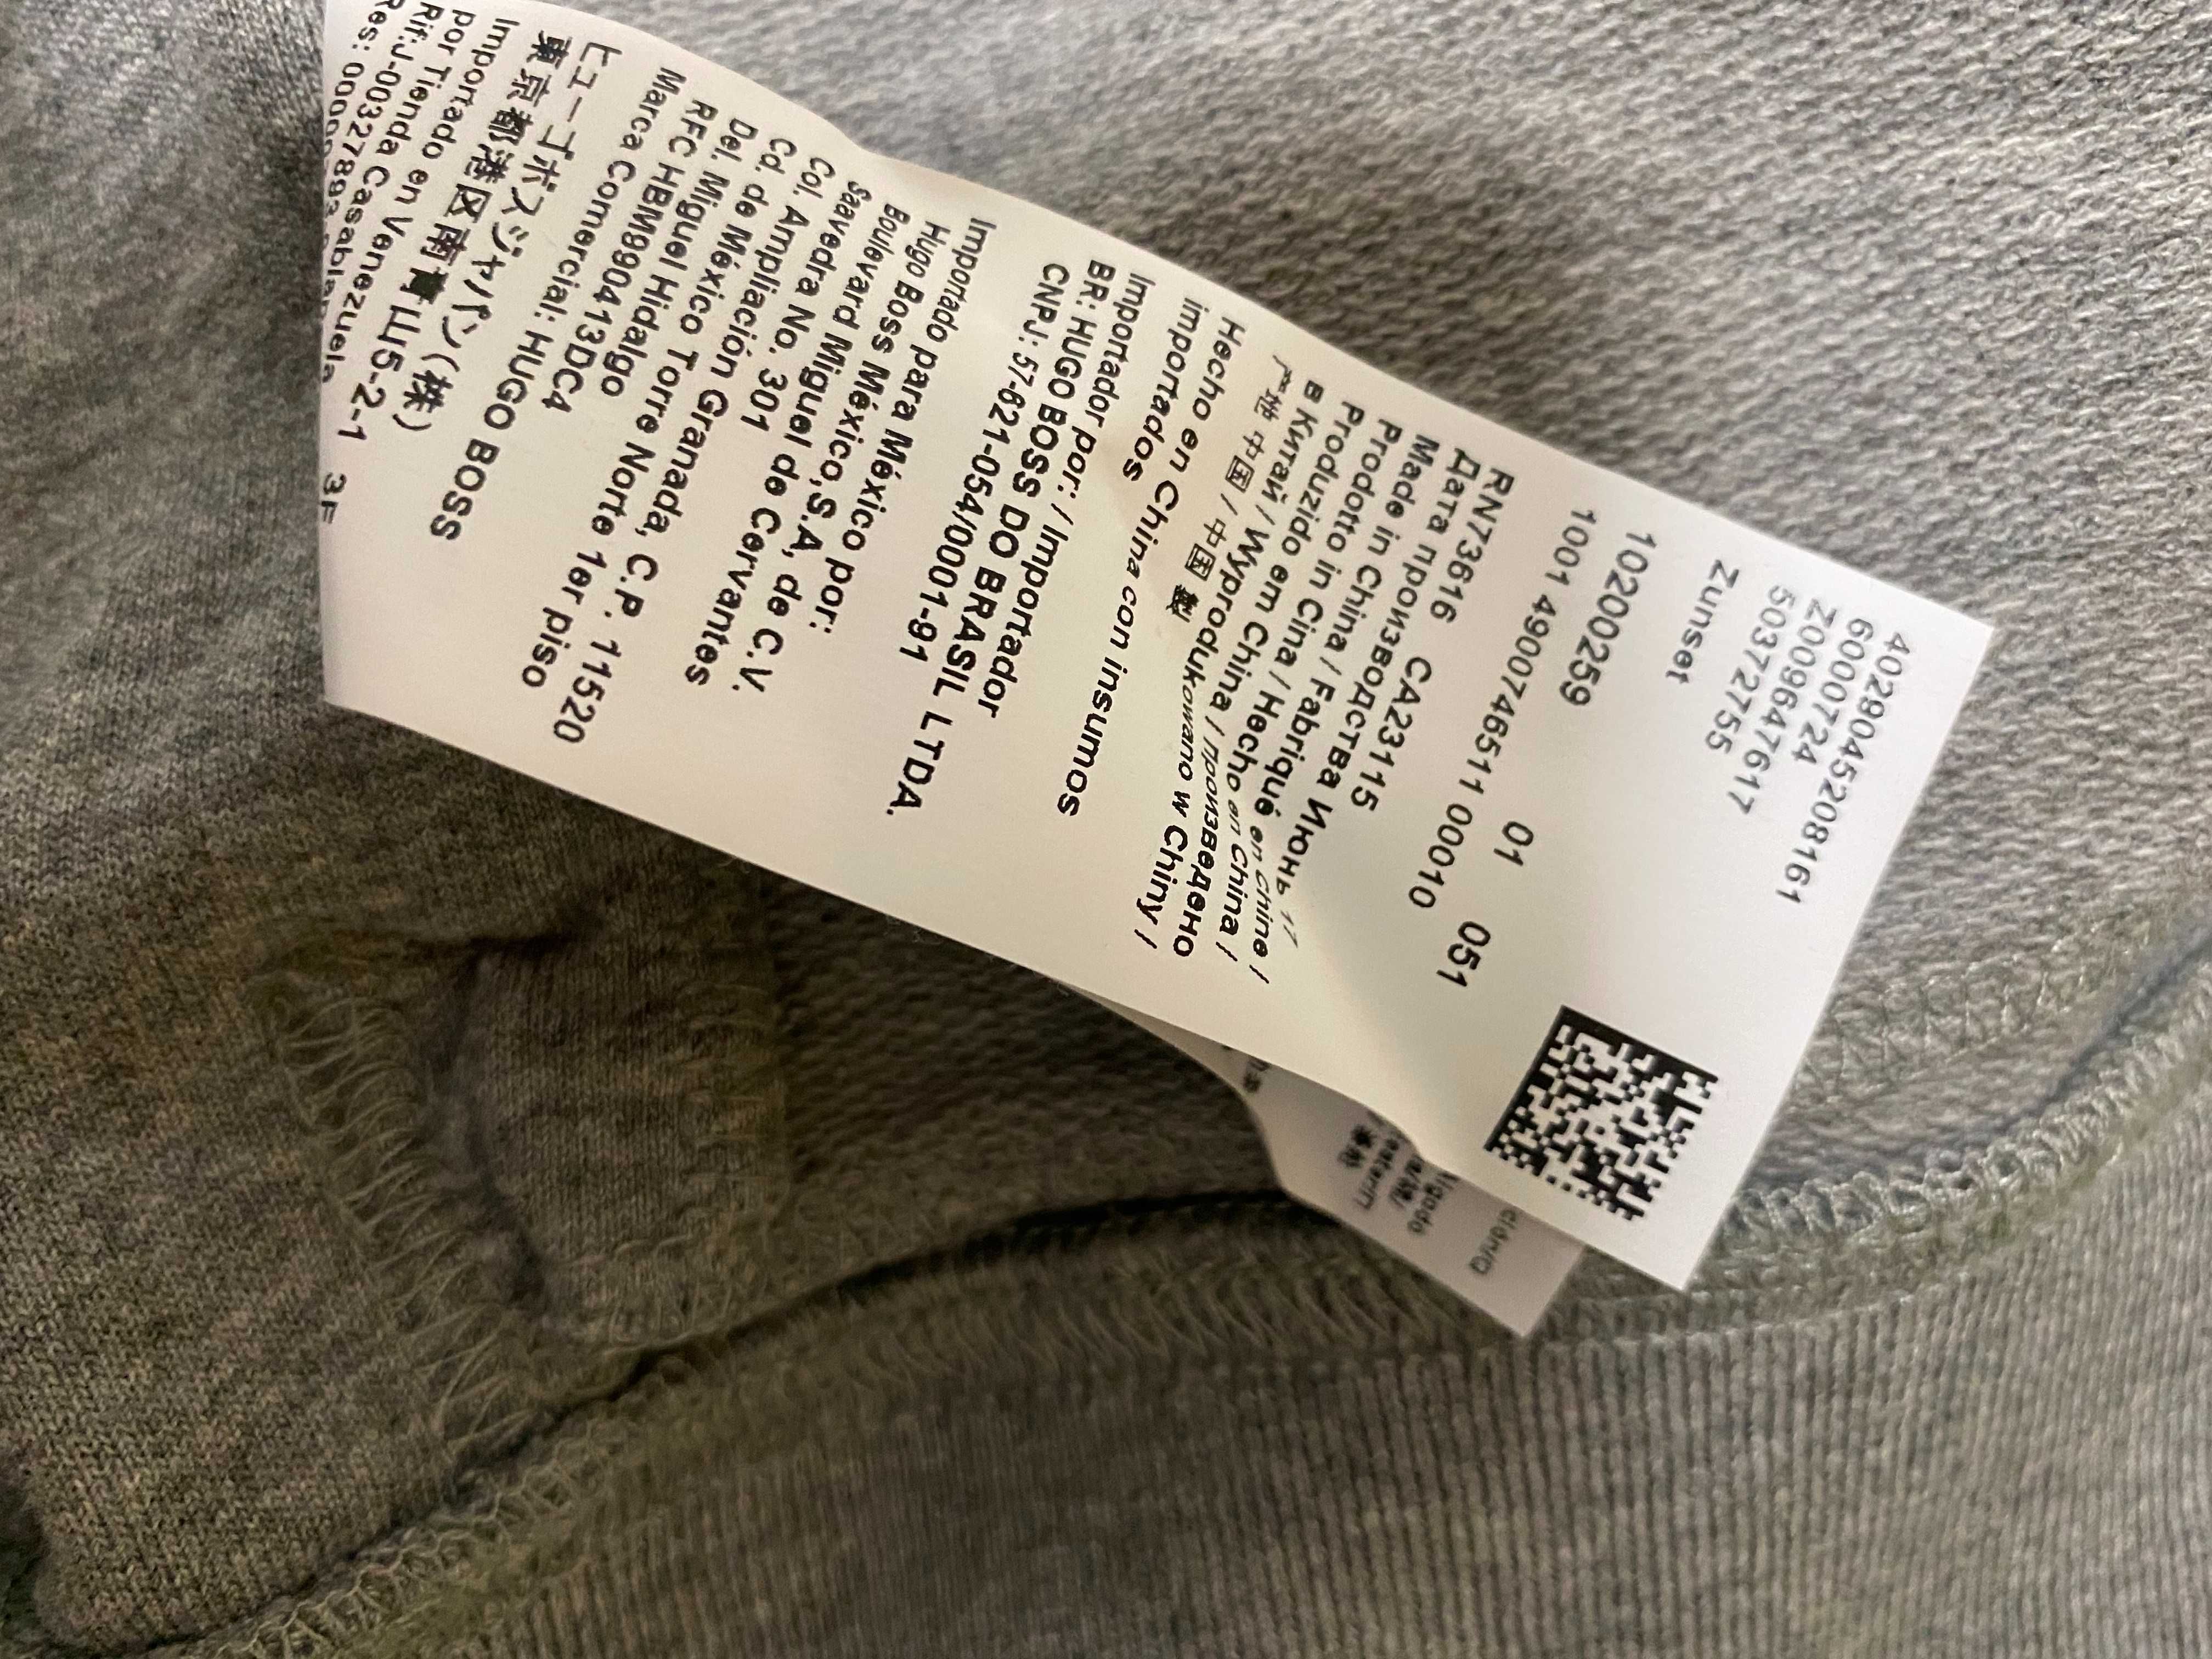 4029045208161
60000724
Z009647617
50372755
Zunset
10200259 01 051
1001 4900746511 00010
RN73616 CA23115
Дата производства Июнь 17
Made in China / Fabriqué en Chine /
Prodotto in Cina / Hecho en China /
Produzido em China / произведено
в Китай / Wyprodukowano w Chiny /
产地 中国 / 中国 製
Hecho en China con insumos
importados
Importador por: / Importador
BR: HUGO BOSS DO BRASIL LTDA.
CNPJ: 57-621-054/0001-91
Importado para México por:
Hugo Boss México,S.A, de C.V.
Boulevard Miguel de Cervantes
Saavedra No. 301
Col. Ampliación Granada, C.P. 11520
Cd. de México Torre Norte 1er piso
Del. Miguel Hidalgo
RFC HBM990413DC4
Marca Comercial: HUGO BOSS
ヒューゴボスジャパン(株)
東京都港区南青山5-2-1 3F
Importado en Venezuela
por Tienda Casablanca
Rif:J-00327893